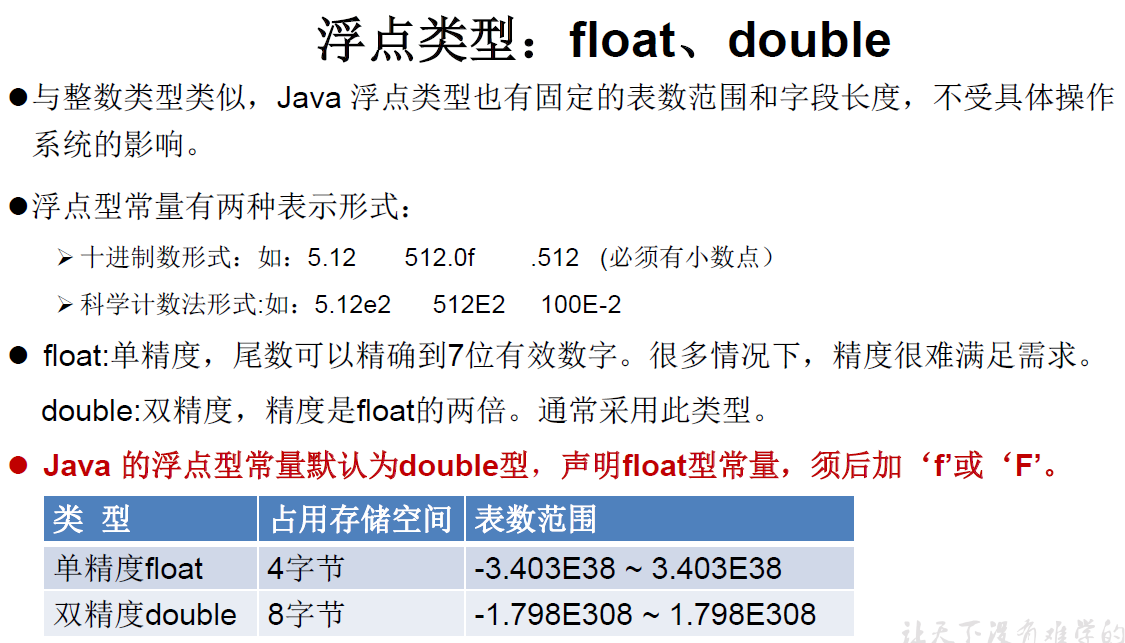 浮点类型：float、double
●与整数类型类似，Java 浮点类型也有固定的表数范围和字段长度，不受具体操作
系统的影响。
●浮点型常量有两种表示形式：
➢十进制数形式：如：5.12 512.0f .512 (必须有小数点）
➢科学计数法形式:如：5.12e2 512E2 100E-2
● float:单精度，尾数可以精确到7位有效数字。很多情况下，精度很难满足需求。
double:双精度，精度是float的两倍。通常采用此类型。
● Java 的浮点型常量默认为double型，声明float型常量，须后加‘f’或‘F’。
类 型 占用存储空间 表数范围
单精度float 4字节 -3.403E38 ~ 3.403E38
双精度double 8字节 -1.798E308 ~ 1.798E308
让天下没有难学的